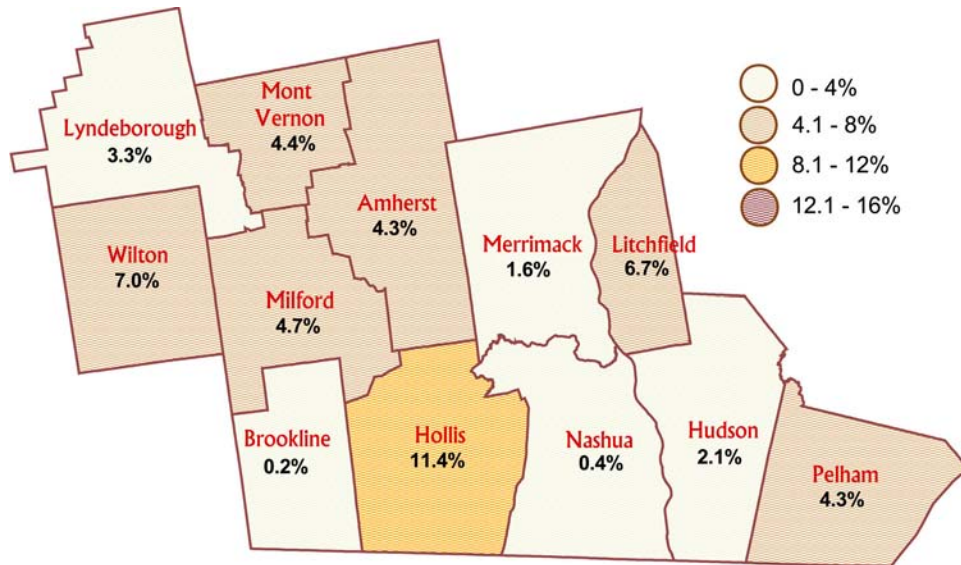 Mont
Vernon
4.4%
0 - 4%
4.1 - 8%
8.1 - 12%
12.1 - 16%
Lyndeborough
3.3%
Amherst
4.3%
Merrimack
1.6%
Litchfield
6.7%
Wilton
7.0%
Milford
4.7%
Brookline
0.2%
Hollis
11.4%
Nashua
0.4%
Hudson
2.1%
Pelham
4.3%